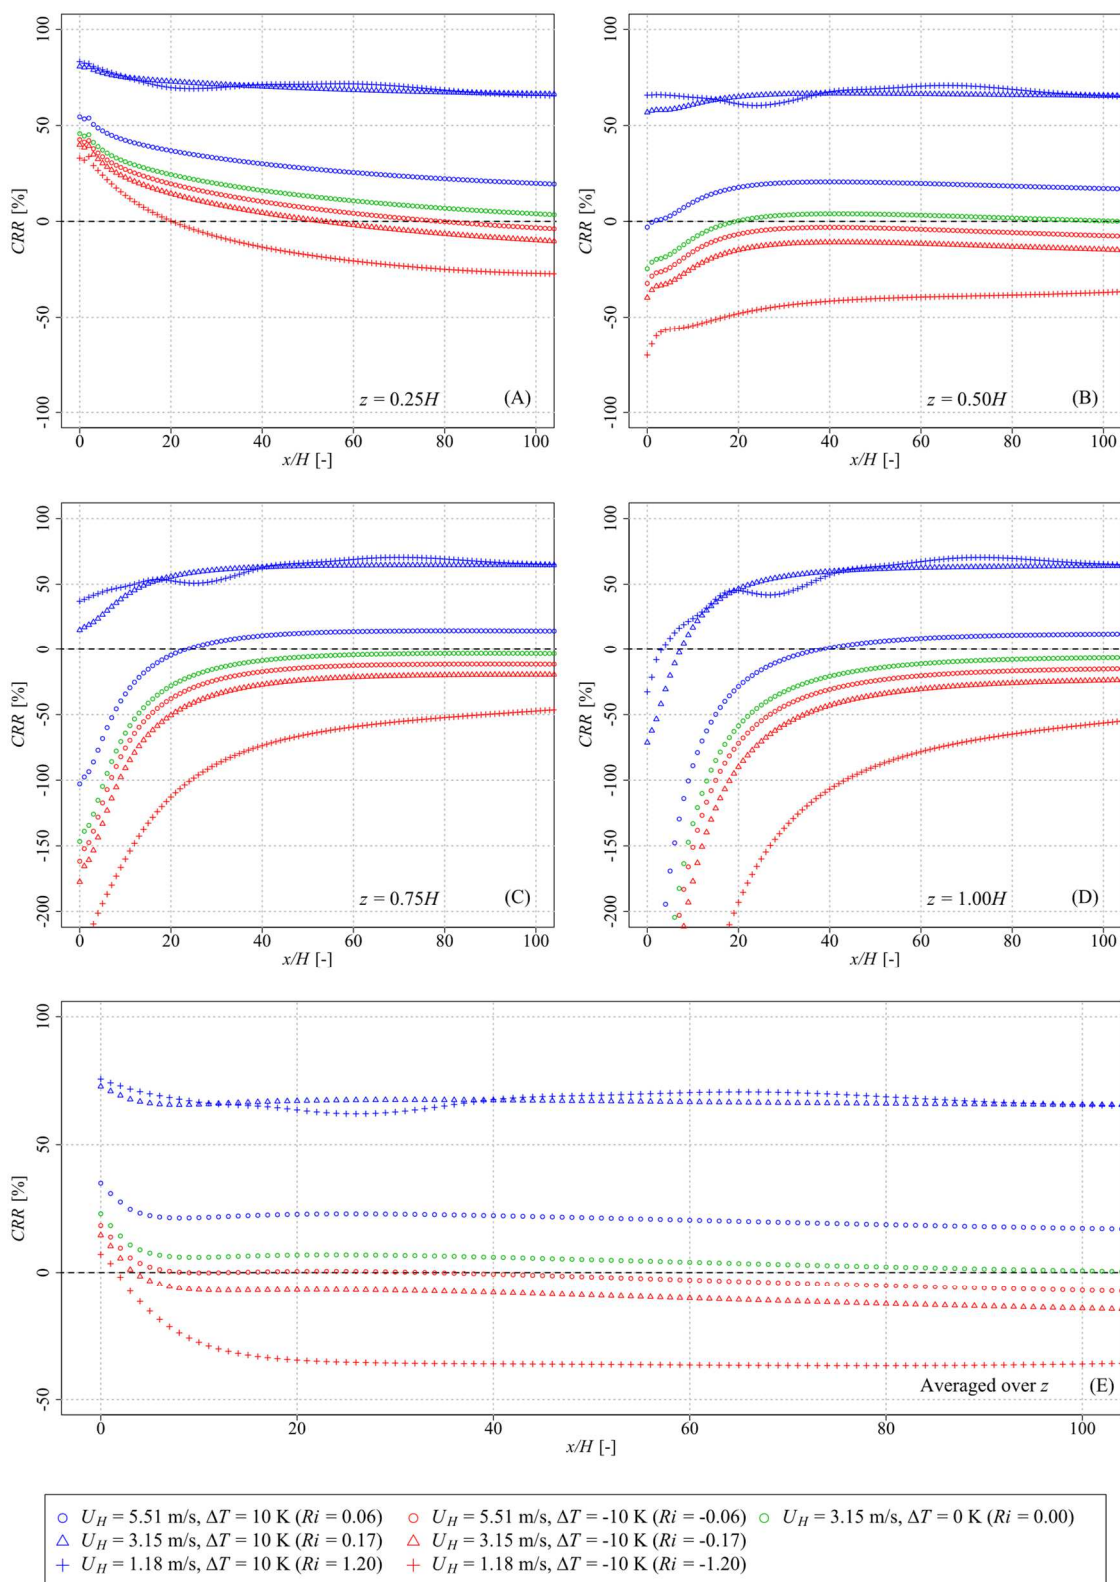 100
50
0
-50
-100
CRR [%]
z = 0.25H
(A)
0 20 40 60 80 100
x/H [-]
100
50
0
-50
-100
CRR [%]
z = 0.50H
(B)
0 20 40 60 80 100
x/H [-]
100
50
0
-50
-100
-150
-200
CRR [%]
z = 0.75H
(C)
0 20 40 60 80 100
x/H [-]
100
50
0
-50
-100
-150
-200
CRR [%]
z = 1.00H
(D)
0 20 40 60 80 100
x/H [-]
100
50
0
-50
CRR [%]
Averaged over z
(E)
0 20 40 60 80 100
x/H [-]
U_H = 5.51 m/s, ΔT = 10 K (Ri = 0.06)
U_H = 5.51 m/s, ΔT = -10 K (Ri = -0.06)
U_H = 3.15 m/s, ΔT = 0 K (Ri = 0.00)
U_H = 3.15 m/s, ΔT = 10 K (Ri = 0.17)
U_H = 3.15 m/s, ΔT = -10 K (Ri = -0.17)
U_H = 1.18 m/s, ΔT = 10 K (Ri = 1.20)
U_H = 1.18 m/s, ΔT = -10 K (Ri = -1.20)